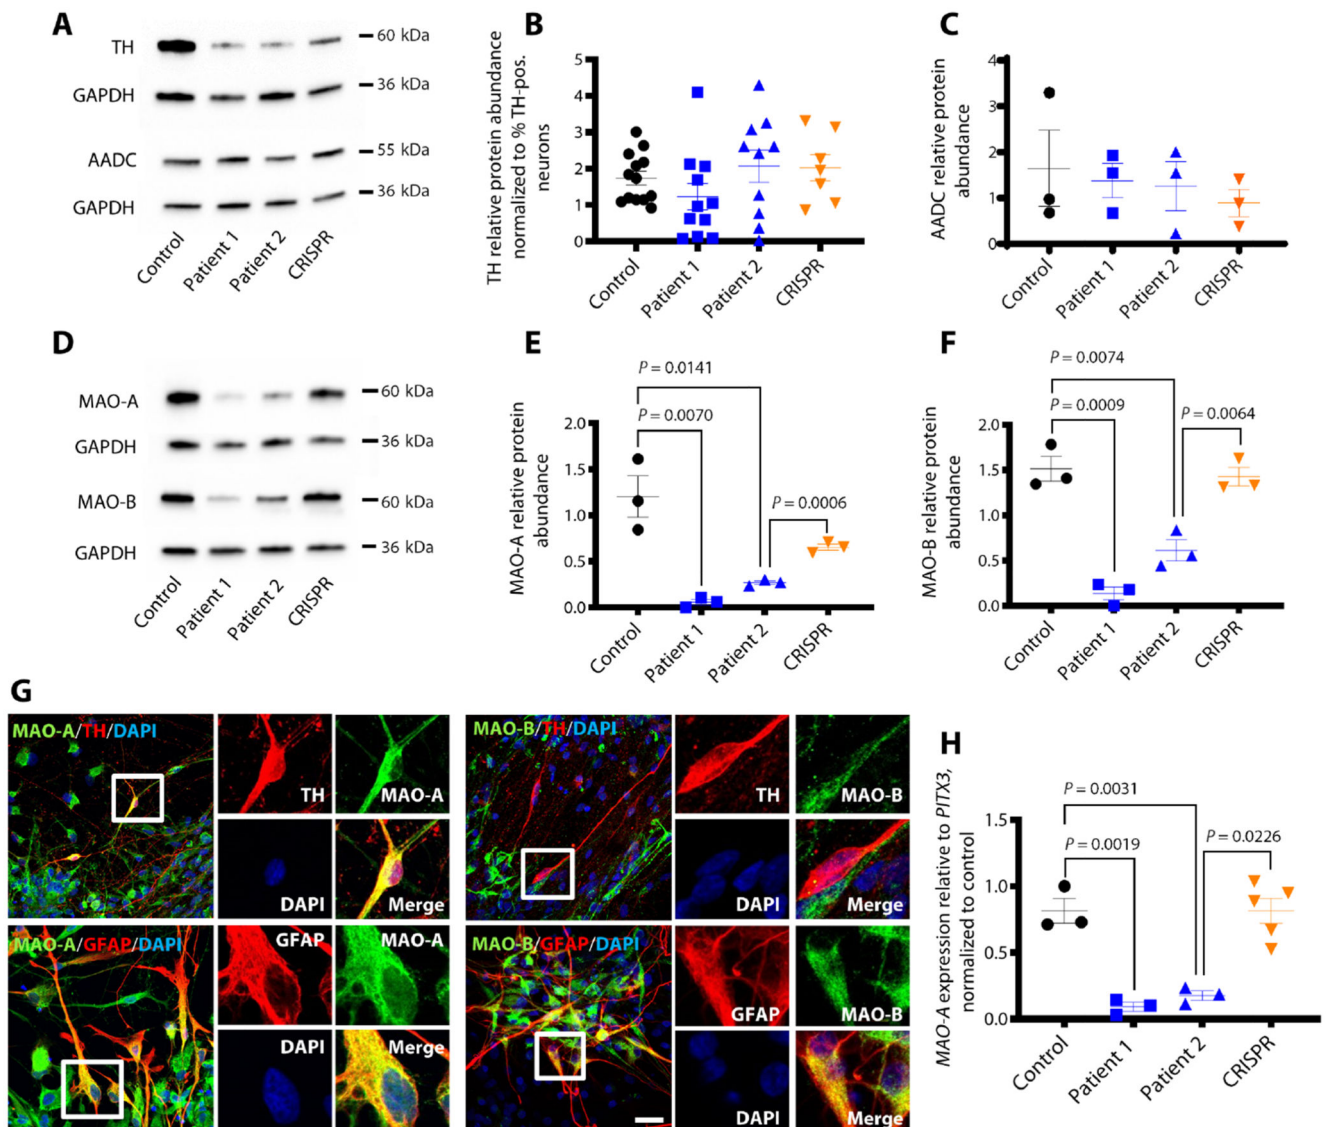 A
TH
60 kDa
GAPDH
36 kDa
AADC
55 kDa
GAPDH
36 kDa
Control
Patient 1
Patient 2
CRISPR
B
TH relative protein abundance
normalized to % TH-pos.
neurons
5
4
3
2
1
0
Control
Patient 1
Patient 2
CRISPR
C
AADC relative protein
abundance
4
3
2
1
0
Control
Patient 1
Patient 2
CRISPR
D
MAO-A
60 kDa
GAPDH
36 kDa
MAO-B
60 kDa
GAPDH
36 kDa
Control
Patient 1
Patient 2
CRISPR
E
P = 0.0141
P = 0.0070
P = 0.0006
MAO-A relative protein
abundance
2.0
1.5
1.0
0.5
0.0
Control
Patient 1
Patient 2
CRISPR
F
P = 0.0074
P = 0.0009
P = 0.0064
MAO-B relative protein
abundance
2.0
1.5
1.0
0.5
0.0
Control
Patient 1
Patient 2
CRISPR
G
MAO-A/TH/DAPI
TH
MAO-A
DAPI
Merge
MAO-B/TH/DAPI
TH
MAO-B
DAPI
Merge
MAO-A/GFAP/DAPI
GFAP
MAO-A
DAPI
Merge
MAO-B/GFAP/DAPI
GFAP
MAO-B
DAPI
Merge
H
P = 0.0031
P = 0.0019
P = 0.0226
MAO-A expression relative to PITX3,
normalized to control
1.5
1.0
0.5
0.0
Control
Patient 1
Patient 2
CRISPR